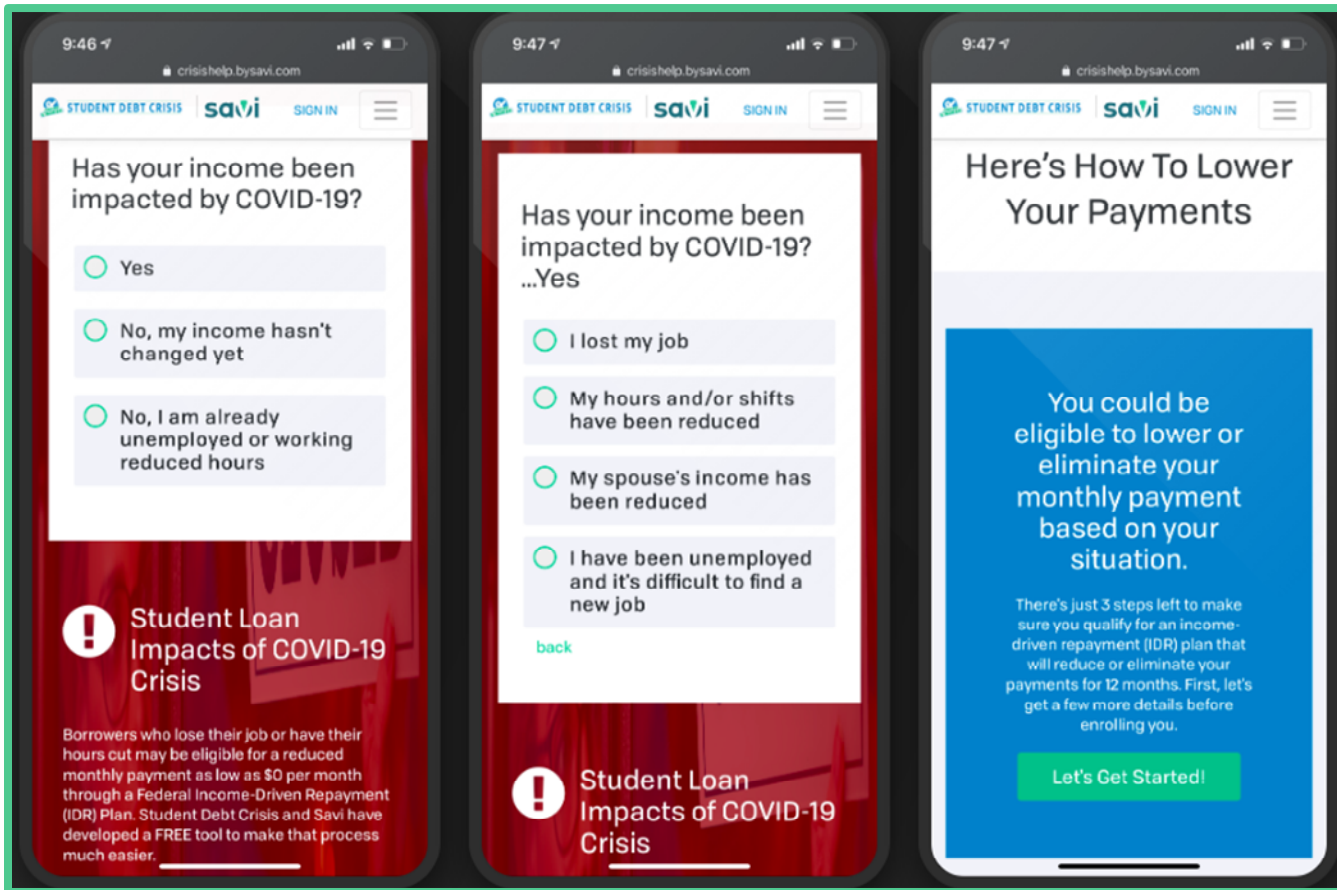 9:46
crisishelp.bysavi.com
STUDENT DEBT CRISIS savi SIGN IN
Has your income been
impacted by COVID-19?
Yes
No, my income hasn't
changed yet
No, I am already
unemployed or working
reduced hours
Student Loan
Impacts of COVID-19
Crisis
Borrowers who lose their job or have their
hours cut may be eligible for a reduced
monthly payment as low as $0 per month
through a Federal Income-Driven Repayment
(IDR) Plan. Student Debt Crisis and Savi have
developed a FREE tool to make that process
much easier.
9:47
crisishelp.bysavi.com
STUDENT DEBT CRISIS savi SIGN IN
Has your income been
impacted by COVID-19?
...Yes
I lost my job
My hours and/or shifts
have been reduced
My spouse's income has
been reduced
I have been unemployed
and it's difficult to find a
new job
back
Student Loan
Impacts of COVID-19
Crisis
9:47
crisishelp.bysavi.com
STUDENT DEBT CRISIS savi SIGN IN
Here's How To Lower
Your Payments
You could be
eligible to lower or
eliminate your
monthly payment
based on your
situation.
There's just 3 steps left to make
sure you qualify for an income-
driven repayment (IDR) plan that
will reduce or eliminate your
payments for 12 months. First, let's
get a few more details before
enrolling you.
Let's Get Started!